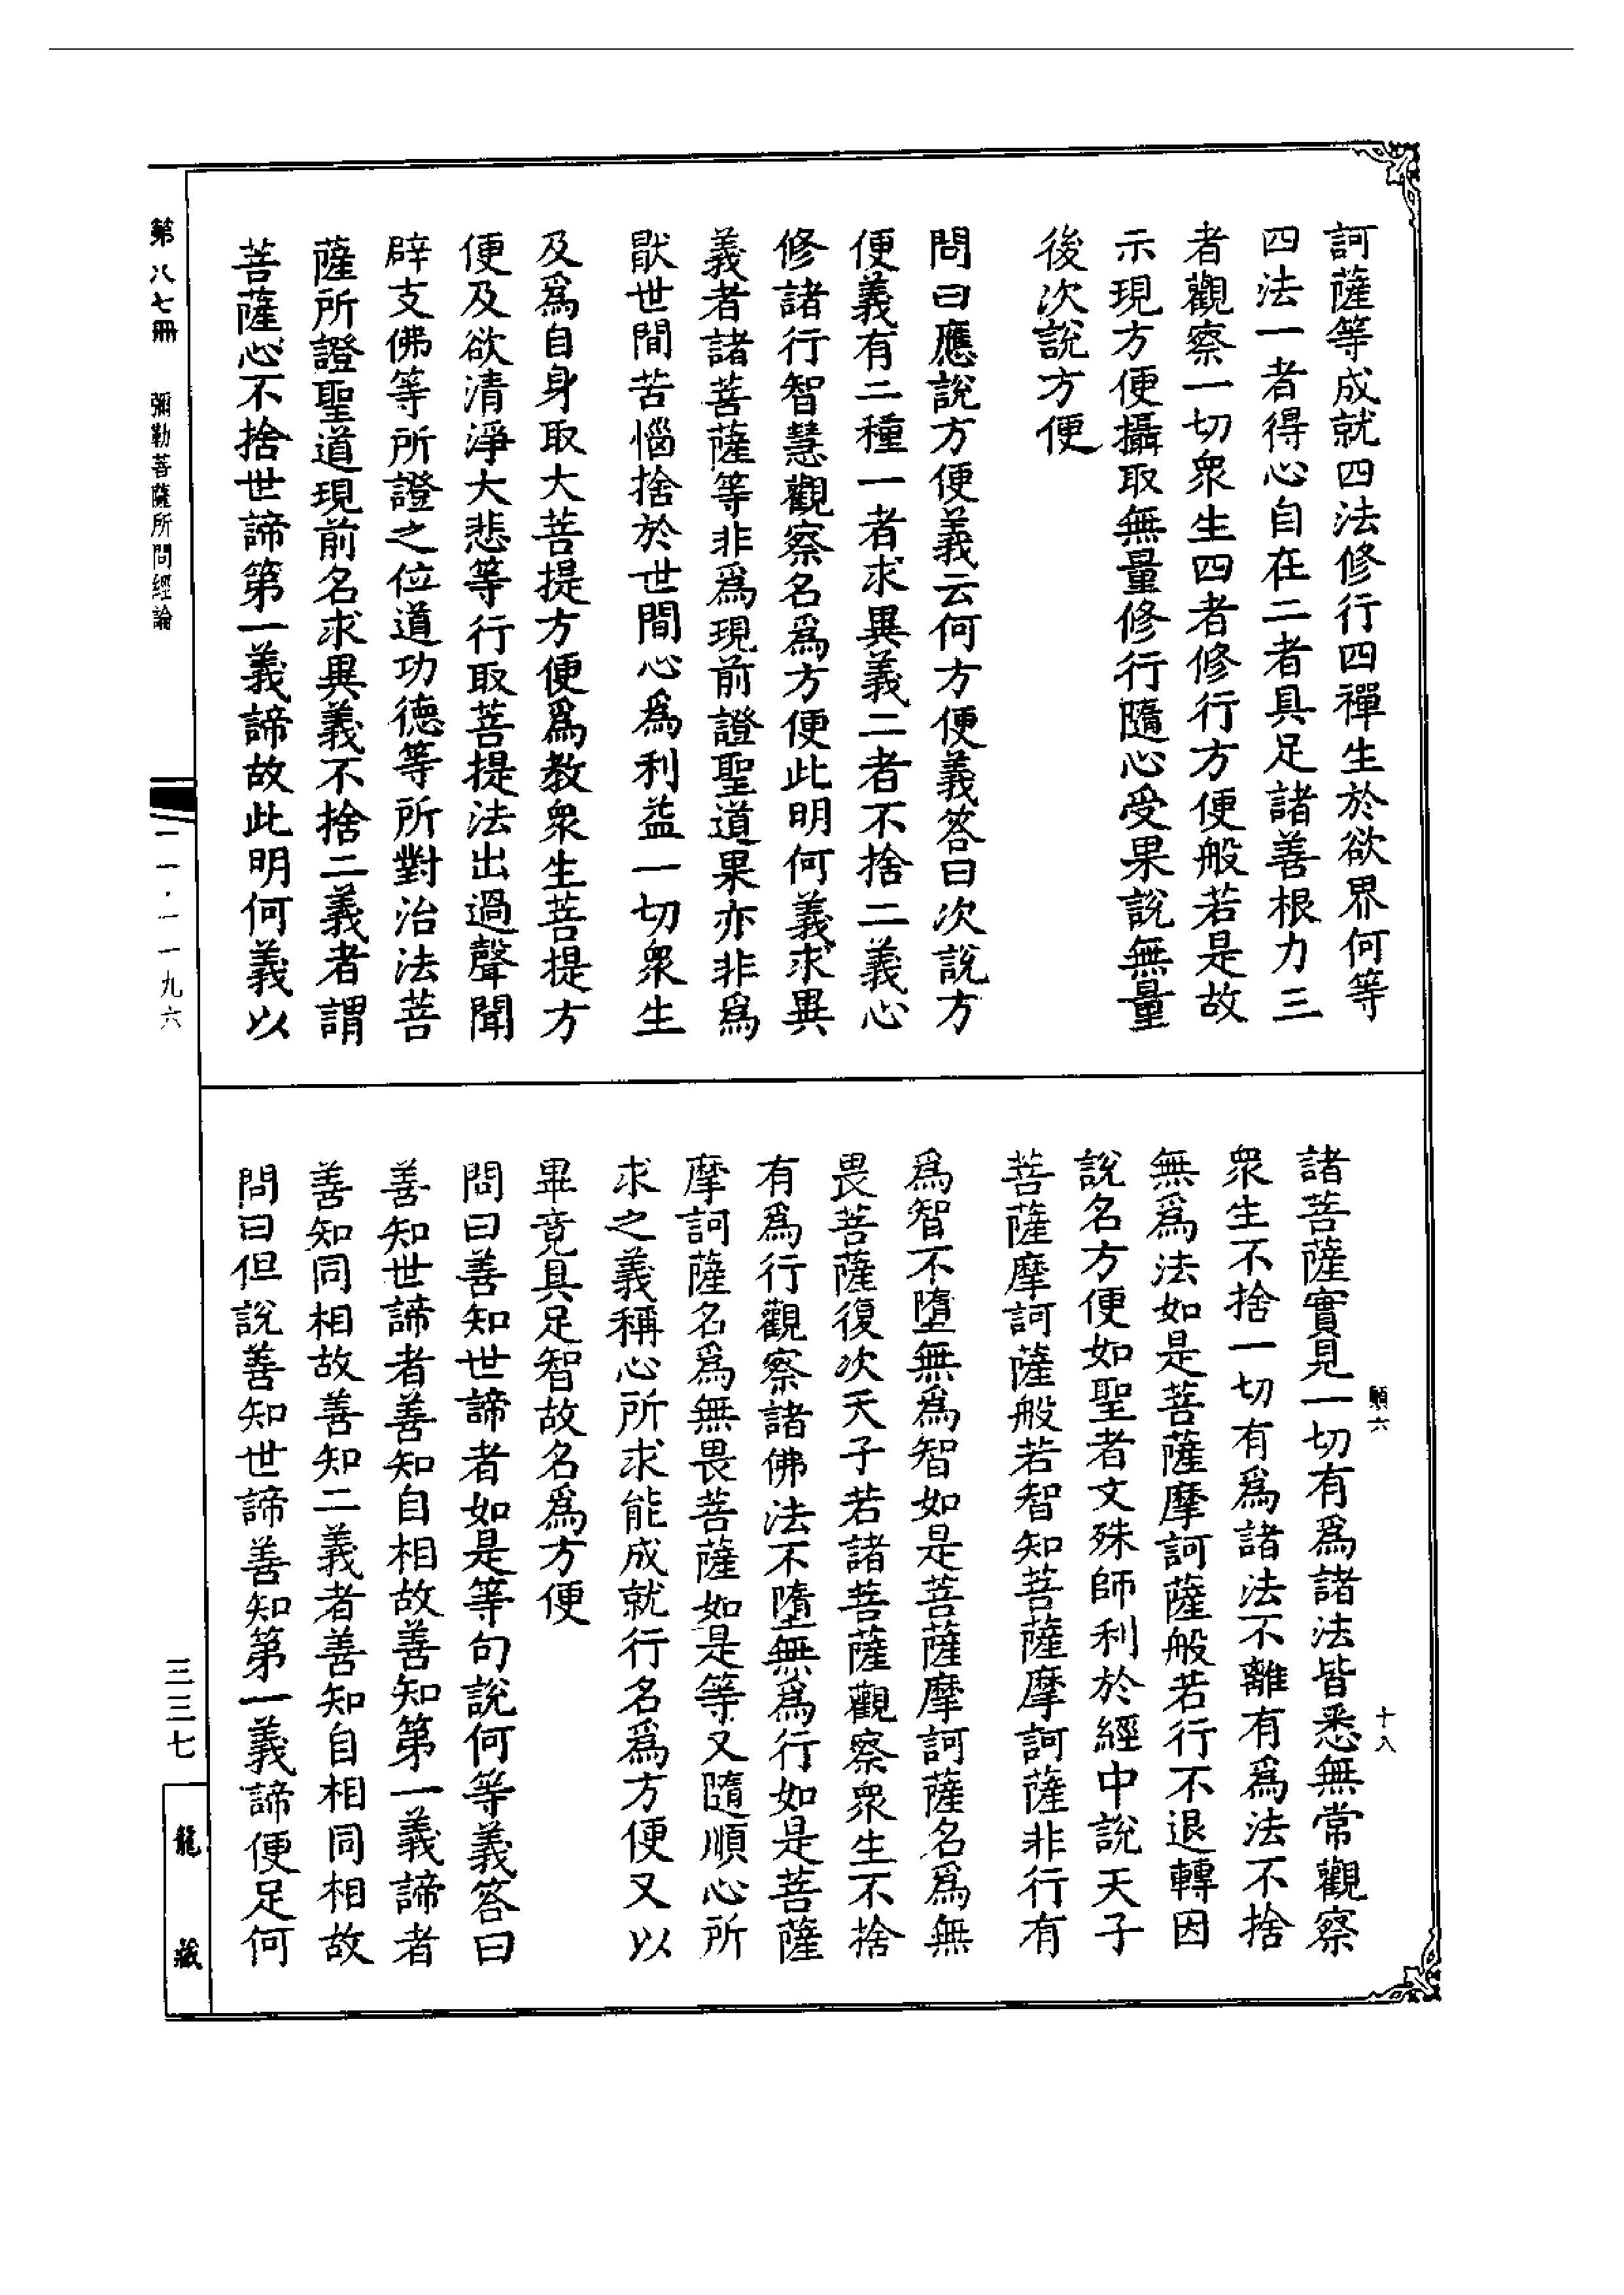 訶薩等成就四法修行四禪生於欲界何等
四法一者得心自在二者具足諸善根力三
者觀察一切衆生四者修行方便般若是故
示現方便攝取無量修行隨心受果說無量
後次說方便
問曰應說方便義云何方便義答曰次說方
便義有二種一者求異義二者不捨二義心
修諸行智慧觀察名爲方便此明何義求異
義者諸菩薩等非爲現前證聖道果亦非爲
猒世間苦惱捨於世間心爲利益一切衆生
及爲自身取大菩提方便爲教衆生菩提方
便及欲清淨大悲等行取菩提法出過聲聞
辟支佛等所證之位道功德等所對治法菩
薩所證聖道現前名求異義不捨二義者謂
菩薩心不捨世諦第一義諦故此明何義以
諸菩薩實見一切有爲諸法皆悉無常觀察
衆生不捨一切有爲諸法不離有爲法不捨
無爲法如是菩薩摩訶薩般若行不退轉因
說名方便如聖者文殊師利於經中說天子
菩薩摩訶薩般若智知菩薩摩訶薩非行有
爲智不墮無爲智如是菩薩摩訶薩名爲無
畏菩薩復次天子若諸菩薩觀察衆生不捨
有爲行觀察諸佛法不墮無爲行如是菩薩
摩訶薩名爲無畏菩薩如是等又隨順心所
求之義稱心所求能成就行名爲方便又以
畢竟具足智故名爲方便
問曰善知世諦者如是等句說何等義答曰
善知世諦者善知自相故善知第一義諦者
善知同相故善知二義者善知自相同相故
問曰但說善知世諦善知第一義諦便足何
願六
十八
第八七冊
彌勒菩薩所問經論
一一·一一九六
三三七
龍藏